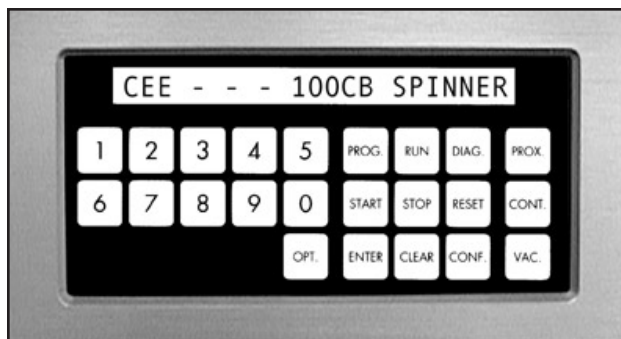 CEE - - - 100CB SPINNER
1 2 3 4 5 PROG. RUN DIAG. PROX.
6 7 8 9 0 START STOP RESET CONT.
OPT. ENTER CLEAR CONF. VAC.